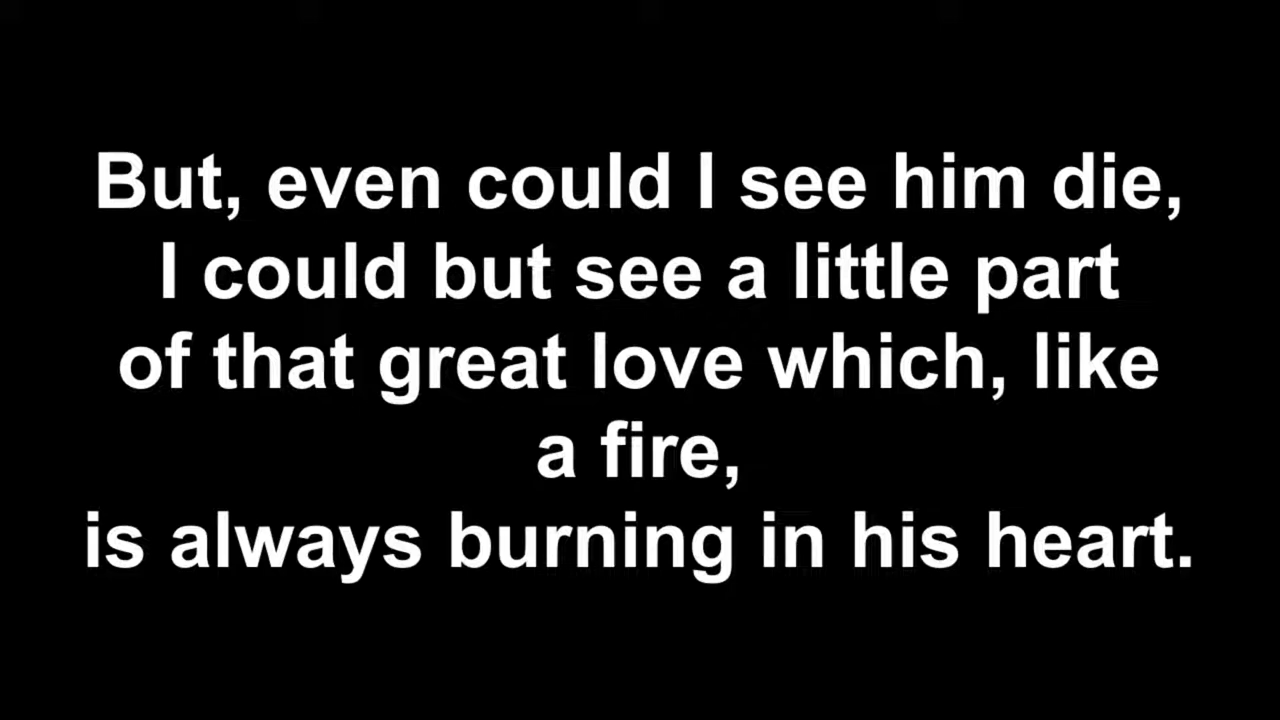 But, even could I see him die,
I could but see a little part
of that great love which, like
a fire,
is always burning in his heart.